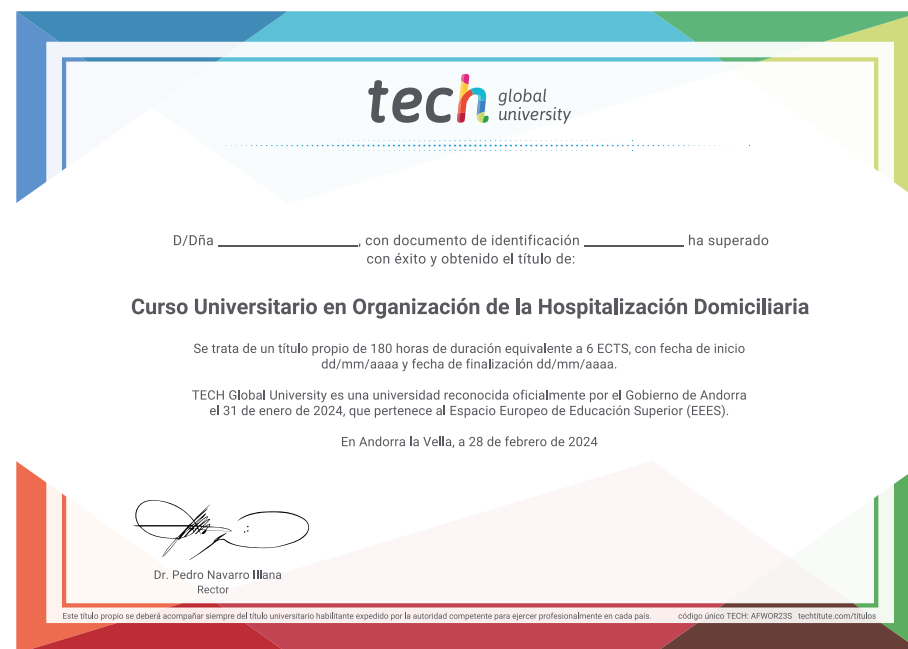 tech global university
D/Dña ____________________, con documento de identificación ______________ ha superado
con éxito y obtenido el título de:
Curso Universitario en Organización de la Hospitalización Domiciliaria
Se trata de un título propio de 180 horas de duración equivalente a 6 ECTS, con fecha de inicio
dd/mm/aaaa y fecha de finalización dd/mm/aaaa.
TECH Global University es una universidad reconocida oficialmente por el Gobierno de Andorra
el 31 de enero de 2024, que pertenece al Espacio Europeo de Educación Superior (EEES).
En Andorra la Vella, a 28 de febrero de 2024
Dr. Pedro Navarro Illana
Rector
Este título propio se deberá acompañar siempre del título universitario habilitante expedido por la autoridad competente para ejercer profesionalmente en cada país. código único TECH: AFWOR23S techtitute.com/titulos